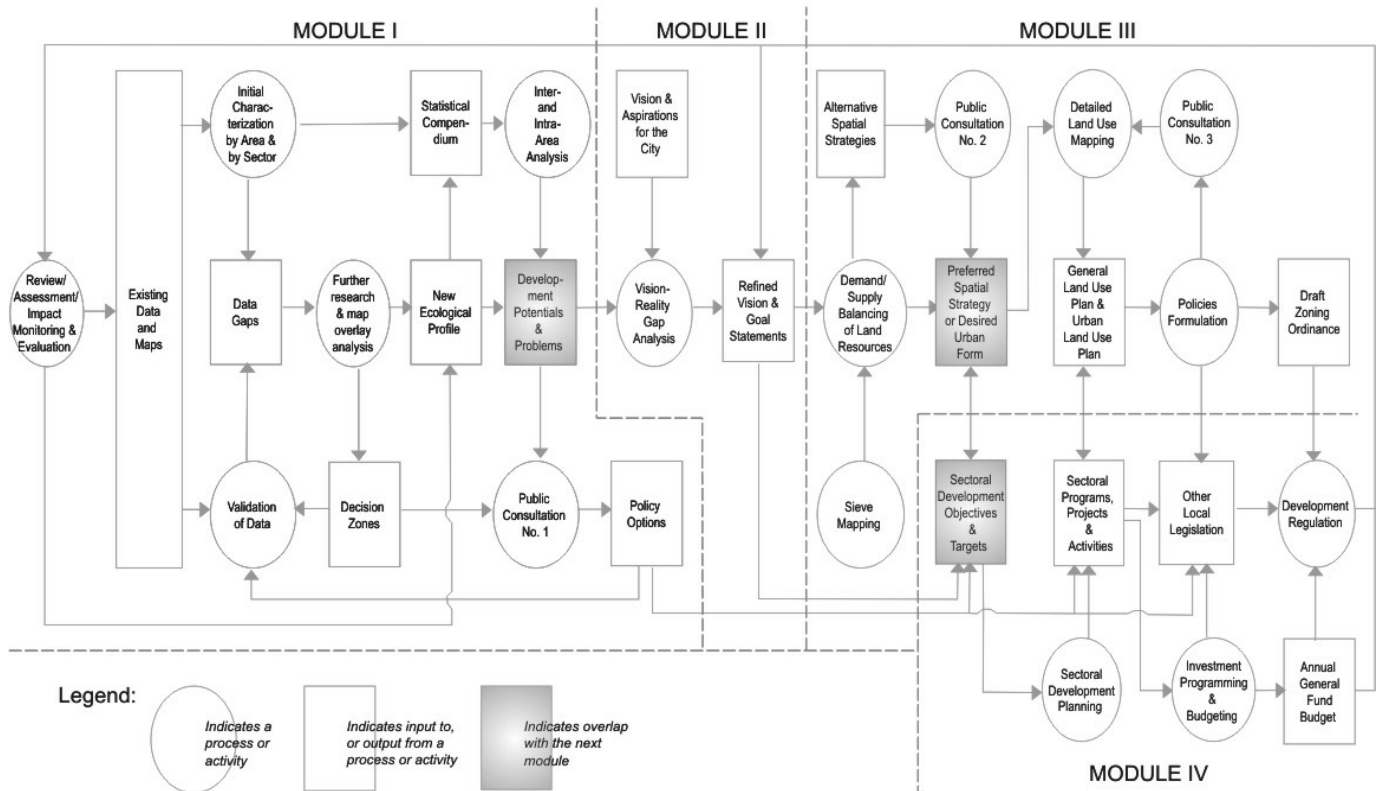 MODULE I
MODULE II
MODULE III
Initial
Charac-
terization
by Area &
by Sector
Statistical
Compen-
dium
Inter-
and
Intra-
Area
Analysis
Vision &
Aspirations
for the
City
Alternative
Spatial
Strategies
Public
Consultation
No. 2
Detailed
Land Use
Mapping
Public
Consultation
No. 3
Review/
Assessment/
Impact
Monitoring &
Evaluation
Existing
Data
and
Maps
Data
Gaps
Further
research
& map
overlay
analysis
New
Ecological
Profile
Develop-
ment
Potentials
&
Problems
Vision-
Reality
Gap
Analysis
Refined
Vision &
Goal
Statements
Demand/
Supply
Balancing
of Land
Resources
Preferred
Spatial
Strategy
or Desired
Urban
Form
General
Land Use
Plan &
Urban
Land Use
Plan
Policies
Formulation
Draft
Zoning
Ordinance
Validation
of Data
Decision
Zones
Public
Consultation
No. 1
Policy
Options
Sieve
Mapping
Sectoral
Development
Objectives
&
Targets
Sectoral
Programs,
Projects
&
Activities
Other
Local
Legislation
Development
Regulation
Sectoral
Development
Planning
Investment
Programming
&
Budgeting
Annual
General
Fund
Budget
MODULE IV
Legend:
Indicates a
process or
activity
Indicates input to,
or output from a
process or activity
Indicates overlap
with the next
module